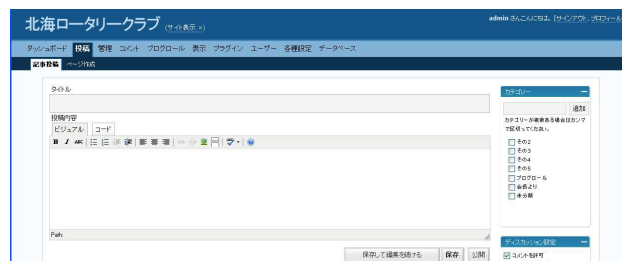 北海ロータリークラブ (サイト表示 »)
admin さんこんにちは。 [サインアウト, プロフィール
ダッシュボード 投稿 管理 コメント ブログロール 表示 プラグイン ユーザー 各種設定 データベース
記事投稿 ページ作成
タイトル
投稿内容
ビジュアル コード
B I ABC
Path:
保存して編集を続ける 保存 公開
カテゴリー
追加
カテゴリーが複数ある場合はカンマ
で区切ってください。
その2
その3
その4
その5
ブログロール
会長より
未分類
ディスカッション設定
コメントを許可